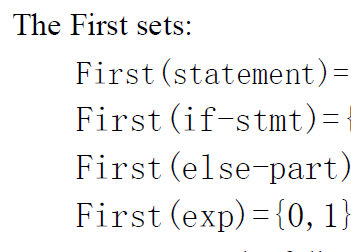 The First sets:
First(statement)=
First(if-stmt)={
First(else-part)
First(exp)={0,1}